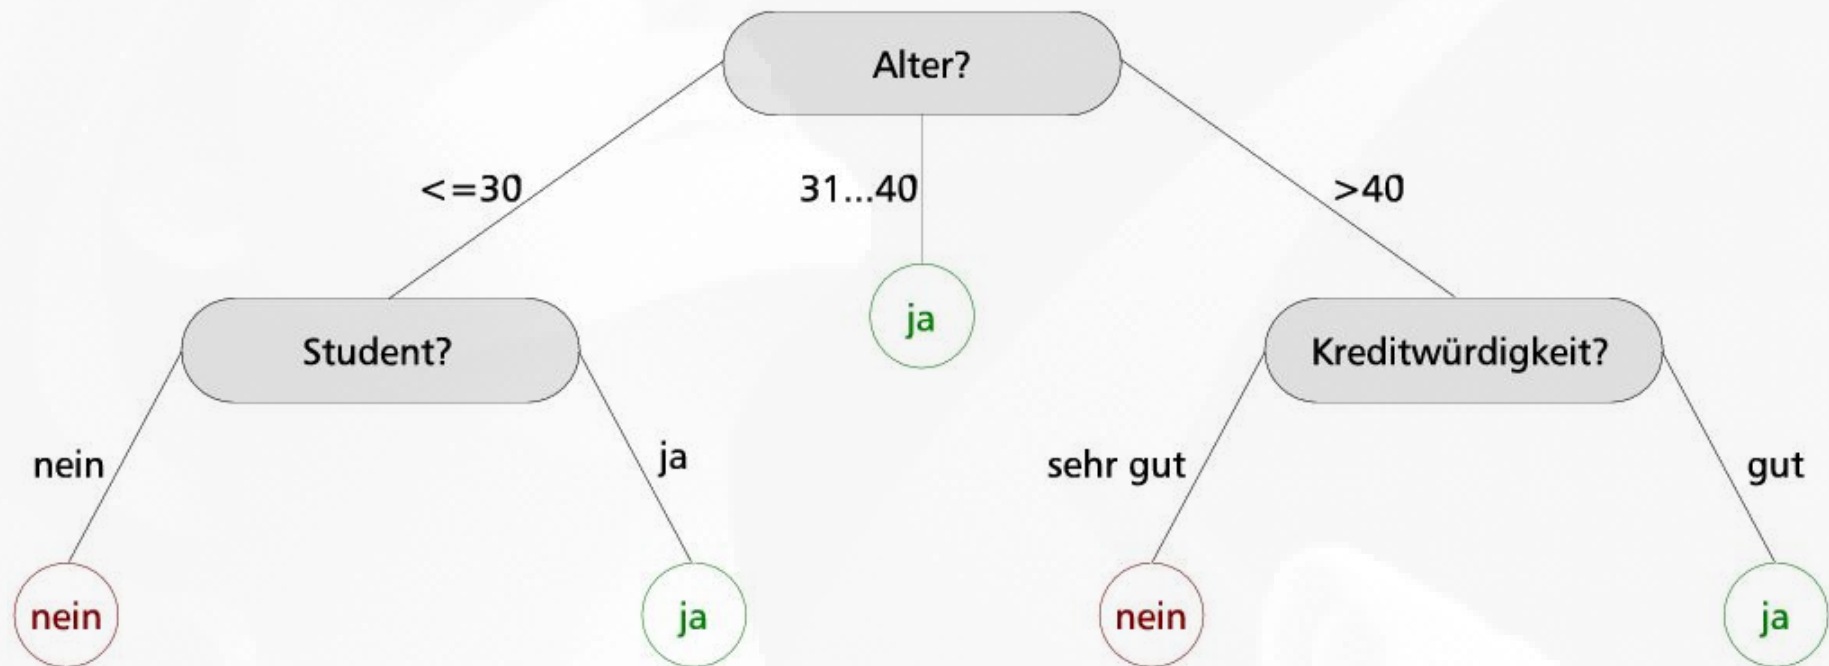 Alter?
<=30
31...40
>40
ja
Student?
Kreditwürdigkeit?
nein
ja
sehr gut
gut
nein
ja
nein
ja